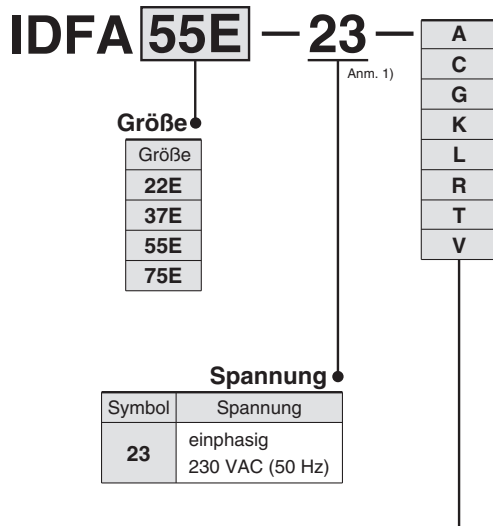 IDFA 55E — 23 —
Anm. 1)
A
C
G
K
L
R
T
V
Größe
Größe
22E
37E
55E
75E
Spannung
Symbol Spannung
23 einphasig
230 VAC (50 Hz)